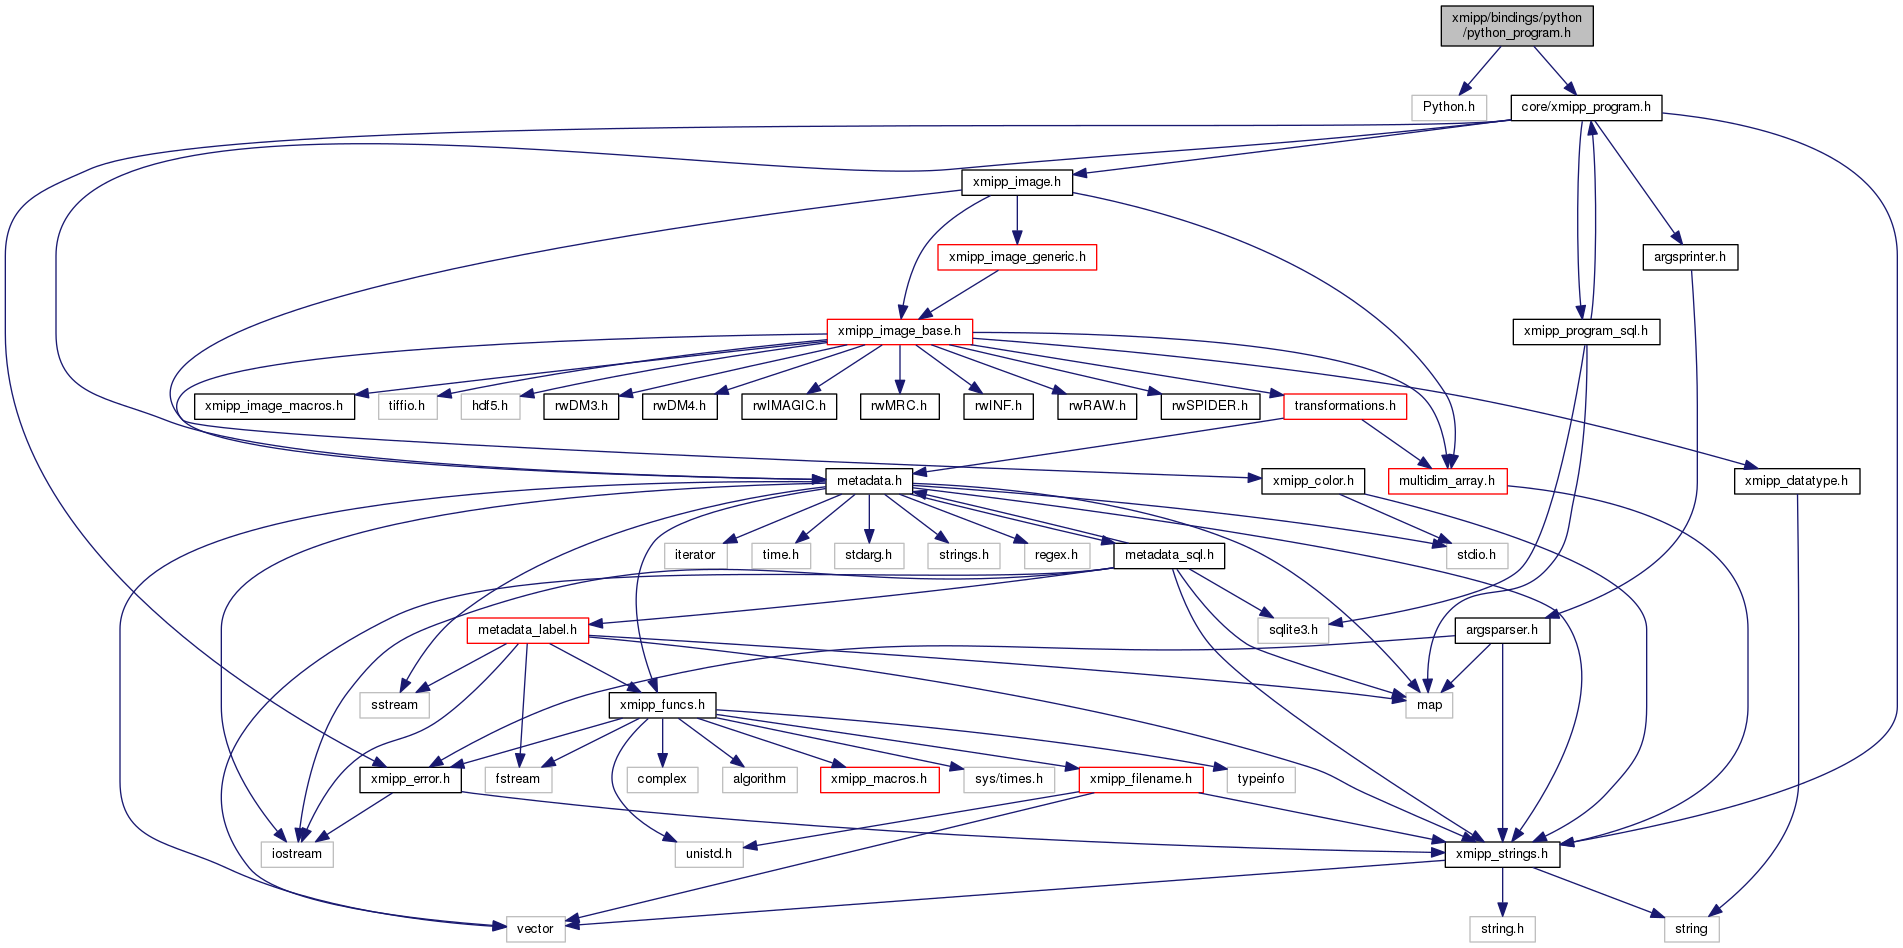 xmipp/bindings/python
/python_program.h
Python.h
core/xmipp_program.h
xmipp_image.h
xmipp_image_generic.h
argsprinter.h
xmipp_image_base.h
xmipp_program_sql.h
xmipp_image_macros.h
tiffio.h
hdf5.h
rwDM3.h
rwDM4.h
rwIMAGIC.h
rwMRC.h
rwINF.h
rwRAW.h
rwSPIDER.h
transformations.h
metadata.h
xmipp_color.h
multidim_array.h
xmipp_datatype.h
iterator
time.h
stdarg.h
strings.h
regex.h
metadata_sql.h
stdio.h
metadata_label.h
sqlite3.h
argsparser.h
sstream
xmipp_funcs.h
map
xmipp_error.h
fstream
complex
algorithm
xmipp_macros.h
sys/times.h
xmipp_filename.h
typeinfo
iostream
unistd.h
xmipp_strings.h
vector
string.h
string